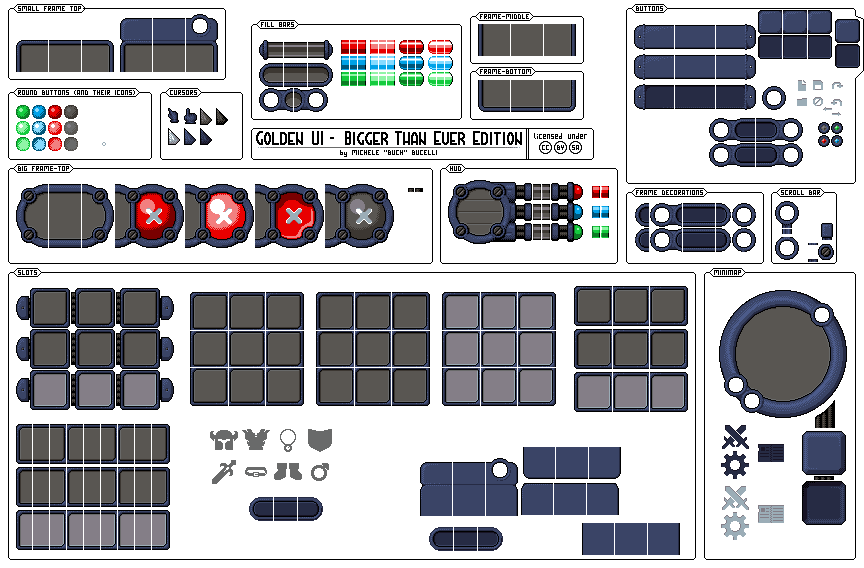 SMALL FRAME TOP
FILL BARS
FRAME-MIDDLE
BUTTONS
FRAME-BOTTOM
ROUND BUTTONS (AND THEIR ICONS)
CURSORS
GOLDEN UI - BIGGER THAN EVER EDITION
by MICHELE "BUCH" BUCELLI
licensed under
CC BY SA
BIG FRAME-TOP
HUD
FRAME DECORATIONS
SCROLL BAR
SLOTS
MINIMAP